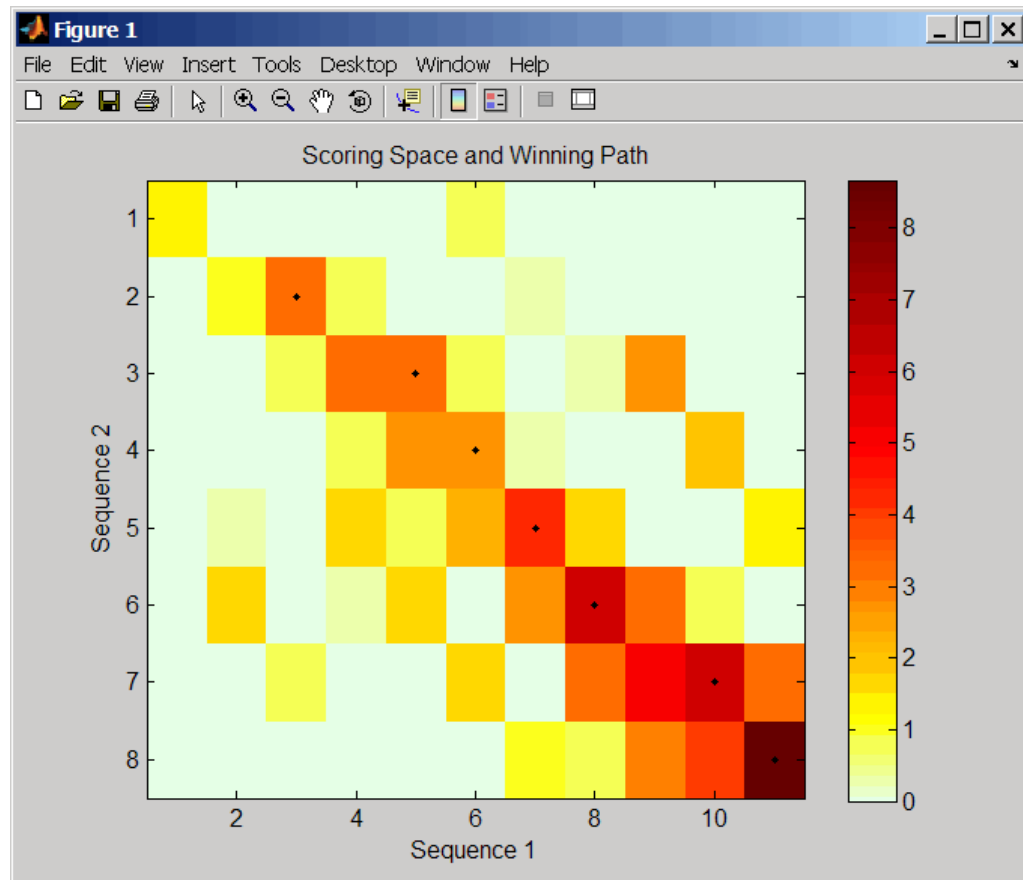 Figure 1
File Edit View Insert Tools Desktop Window Help
Scoring Space and Winning Path
Sequence 2
1
2
3
4
5
6
7
8
2 4 6 8 10
Sequence 1
8
7
6
5
4
3
2
1
0